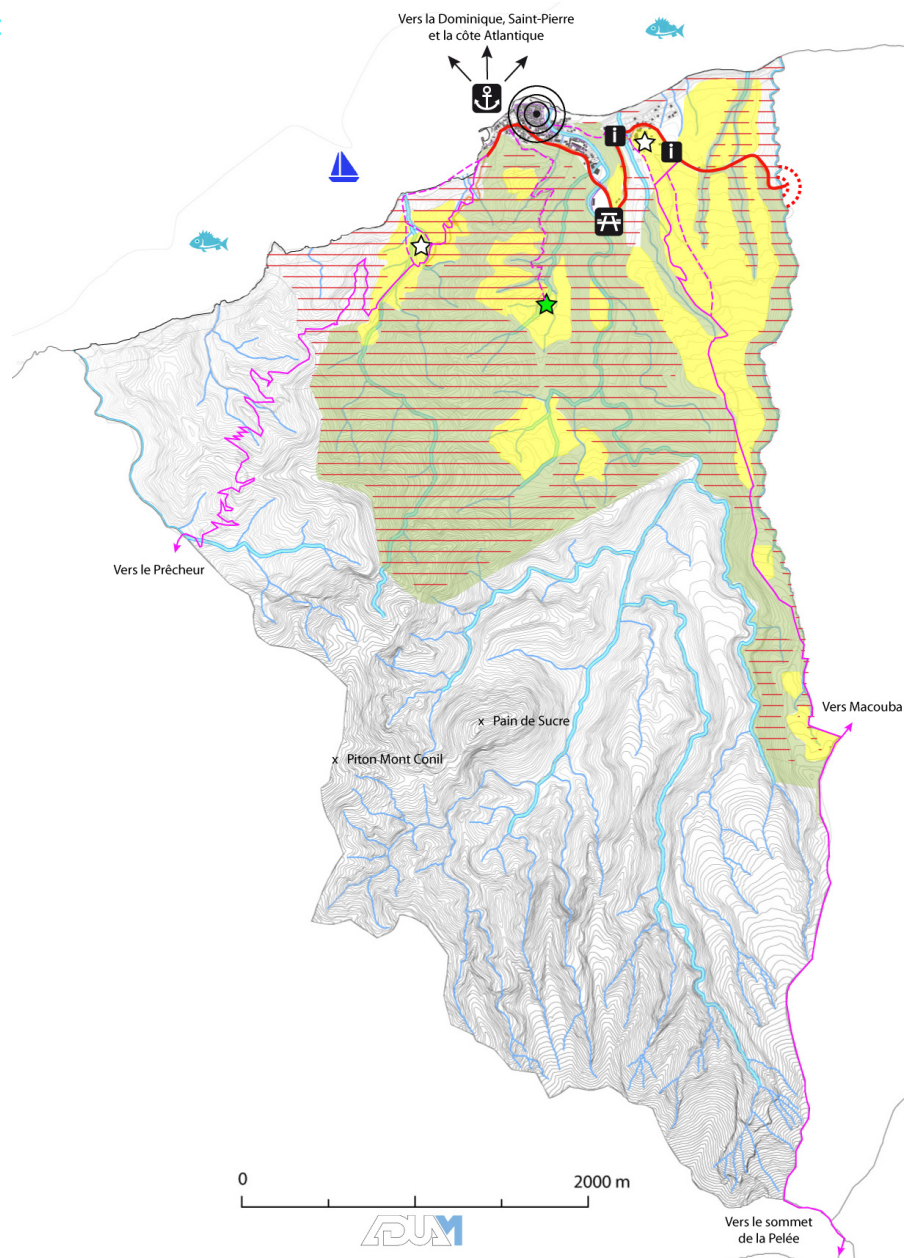 Vers la Dominique, Saint-Pierre
et la côte Atlantique
i
i
Vers le Prêcheur
x Pain de Sucre
Vers Macouba
x Piton Mont Conil
0
2000 m
ADUAM
Vers le sommet
de la Pelée